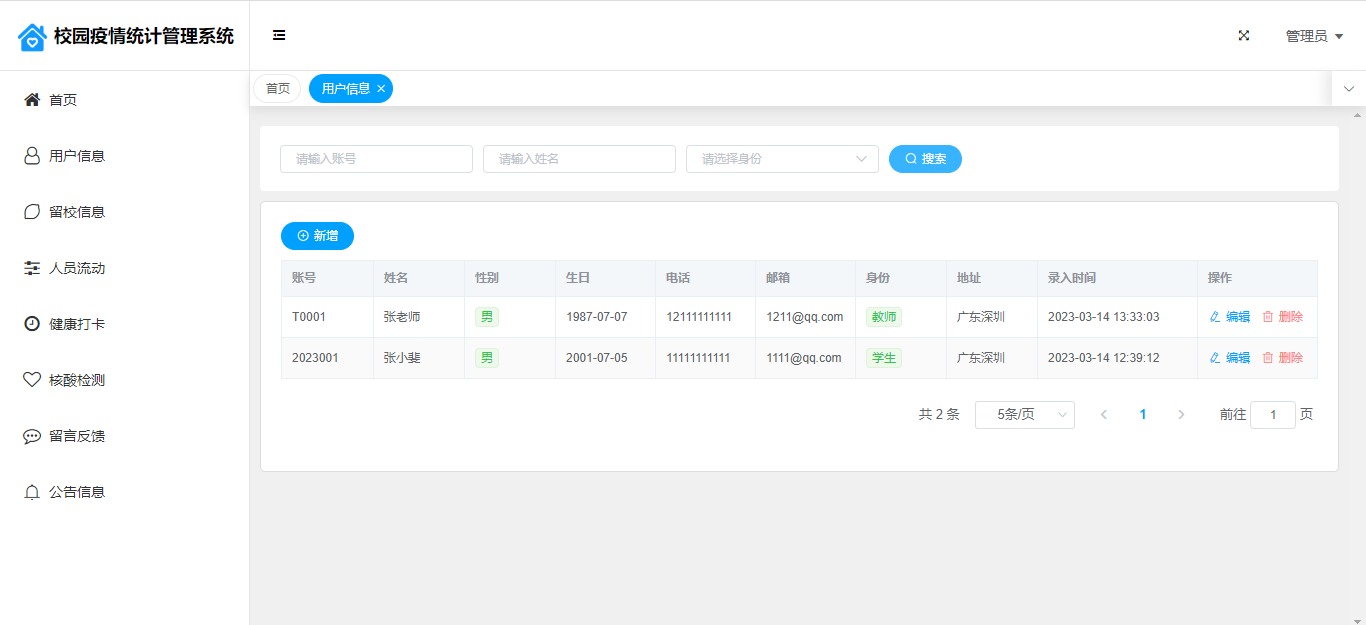 校园疫情统计管理系统
管理员
首页
用户信息
留校信息
人员流动
健康打卡
核酸检测
留言反馈
公告信息
首页 用户信息
请输入账号 请输入姓名 请选择身份 搜索
新增
账号 姓名 性别 生日 电话 邮箱 身份 地址 录入时间 操作
T0001 张老师 男 1987-07-07 12111111111 1211@qq.com 教师 广东深圳 2023-03-14 13:33:03 编辑 删除
2023001 张小斐 男 2001-07-05 11111111111 1111@qq.com 学生 广东深圳 2023-03-14 12:39:12 编辑 删除
共 2 条 5条/页 1 前往 1 页